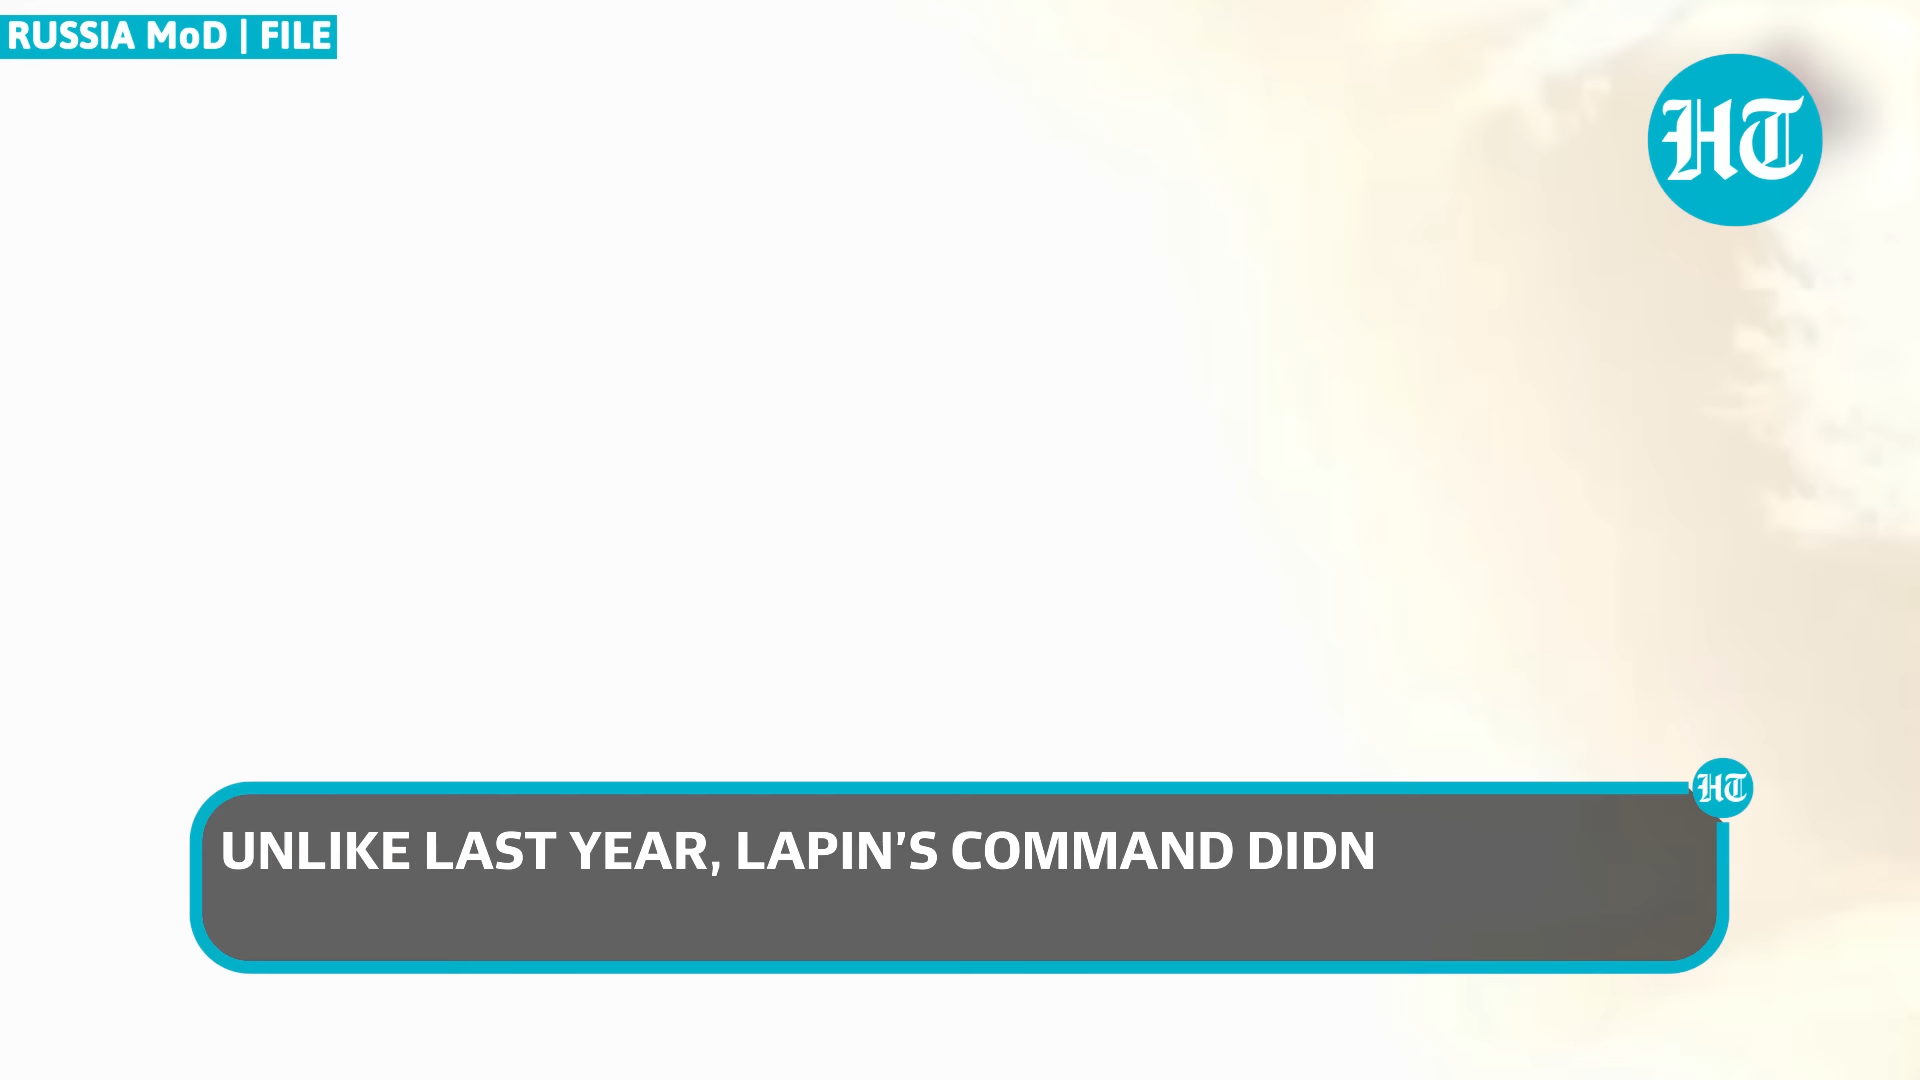 RUSSIA MoD | FILE
HT
HT
UNLIKE LAST YEAR, LAPIN'S COMMAND DIDN